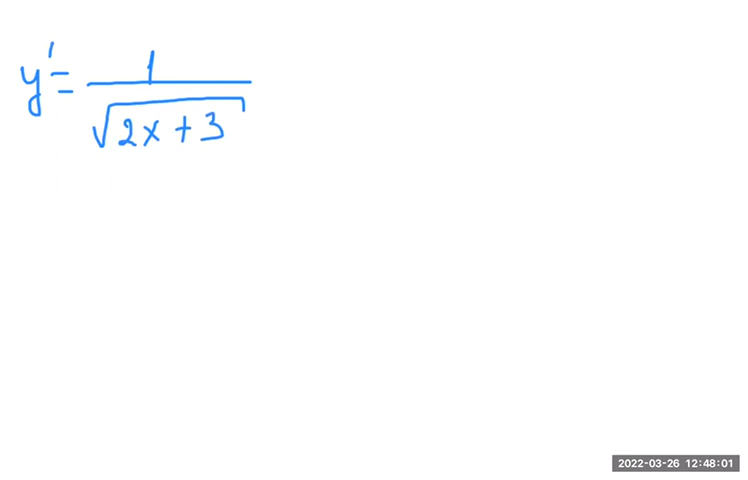 y' = 1/√(2x + 3)
2022-03-26 12:48:01